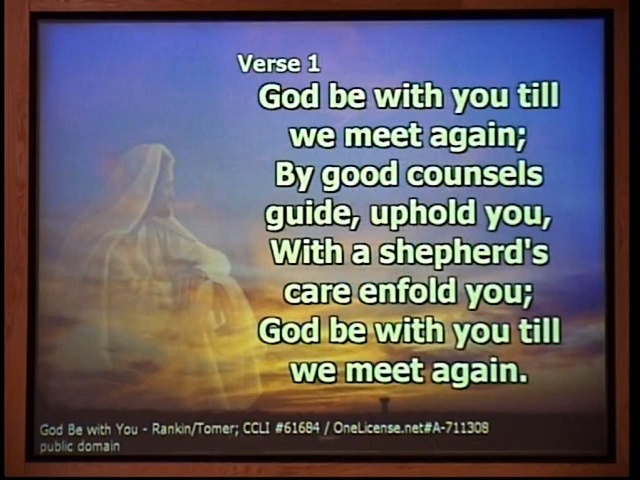 Verse 1
God be with you till
we meet again;
By good counsels
guide, uphold you,
With a shepherd's
care enfold you;
God be with you till
we meet again.
God Be with You - Rankin/Tomer; CCLI #61684 / OneLicense.net#A-711308
public domain